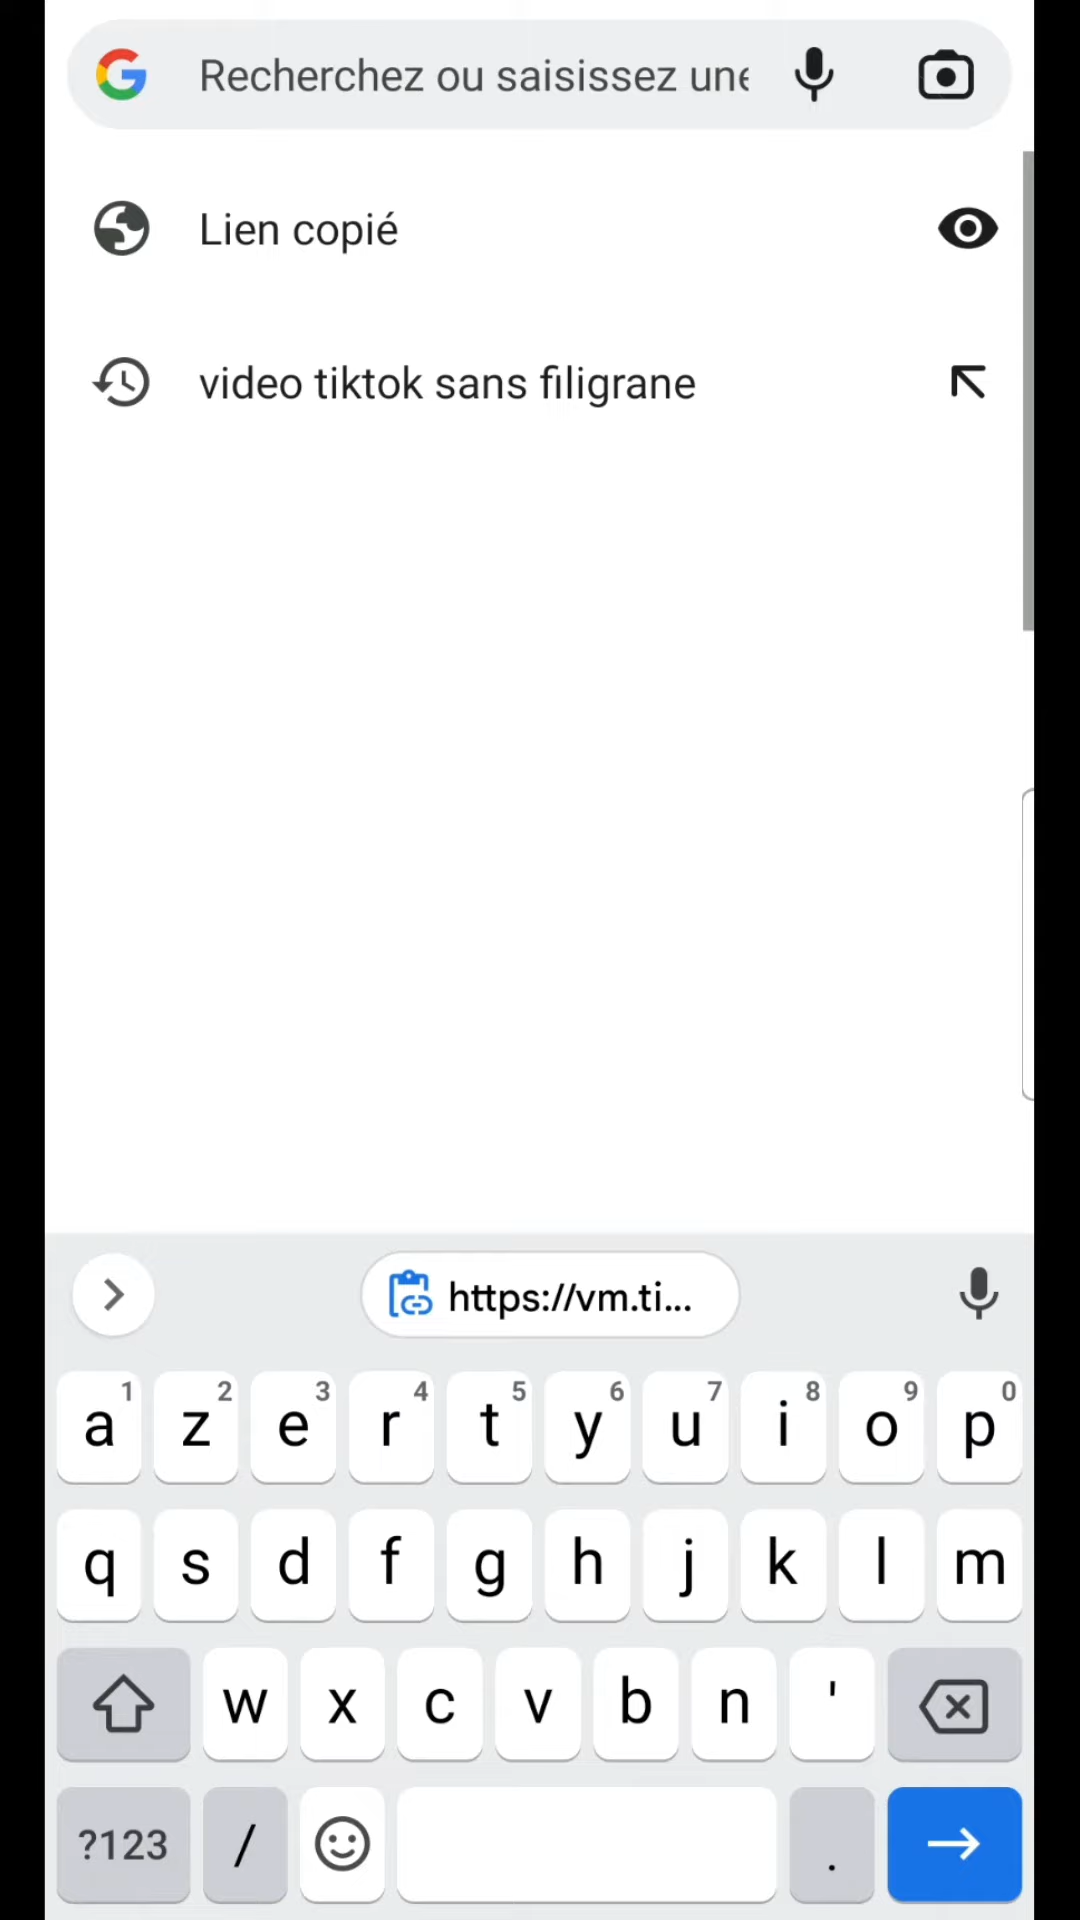 Recherchez ou saisissez une
Lien copié
video tiktok sans filigrane
https://vm.ti...
a 1 z 2 e 3 r 4 t 5 y 6 u 7 i 8 o 9 p 0
q s d f g h j k l m
w x c v b n '
?123 / .